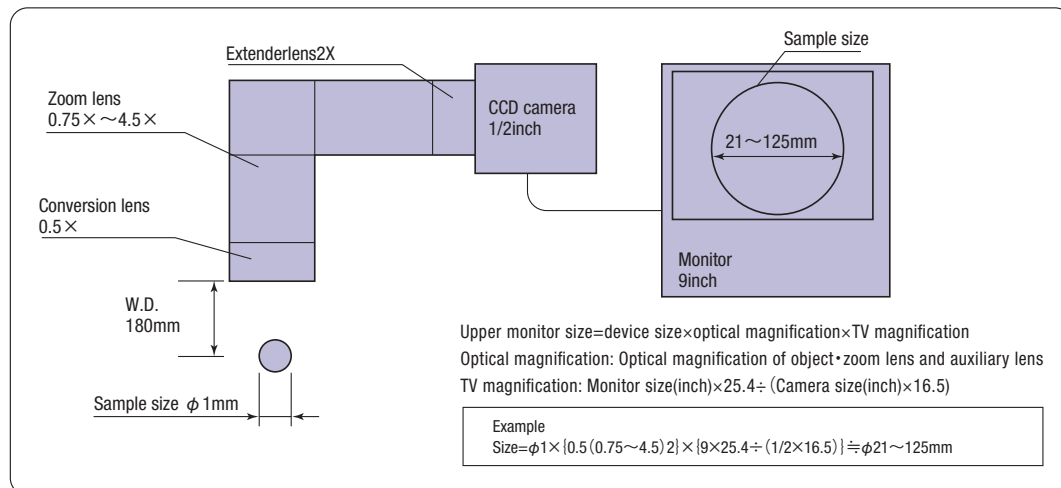 Extenderlens2X
Zoom lens
0.75×～4.5×
CCD camera
1/2inch
Sample size
21～125mm
Conversion lens
0.5×
Monitor
9inch
W.D.
180mm
Sample size φ1mm
Upper monitor size=device size×optical magnification×TV magnification
Optical magnification: Optical magnification of object･zoom lens and auxiliary lens
TV magnification: Monitor size(inch)×25.4÷(Camera size(inch)×16.5)
Example
Size=φ1×{0.5(0.75～4.5)2}×{9×25.4÷(1/2×16.5)}≒φ21～125mm